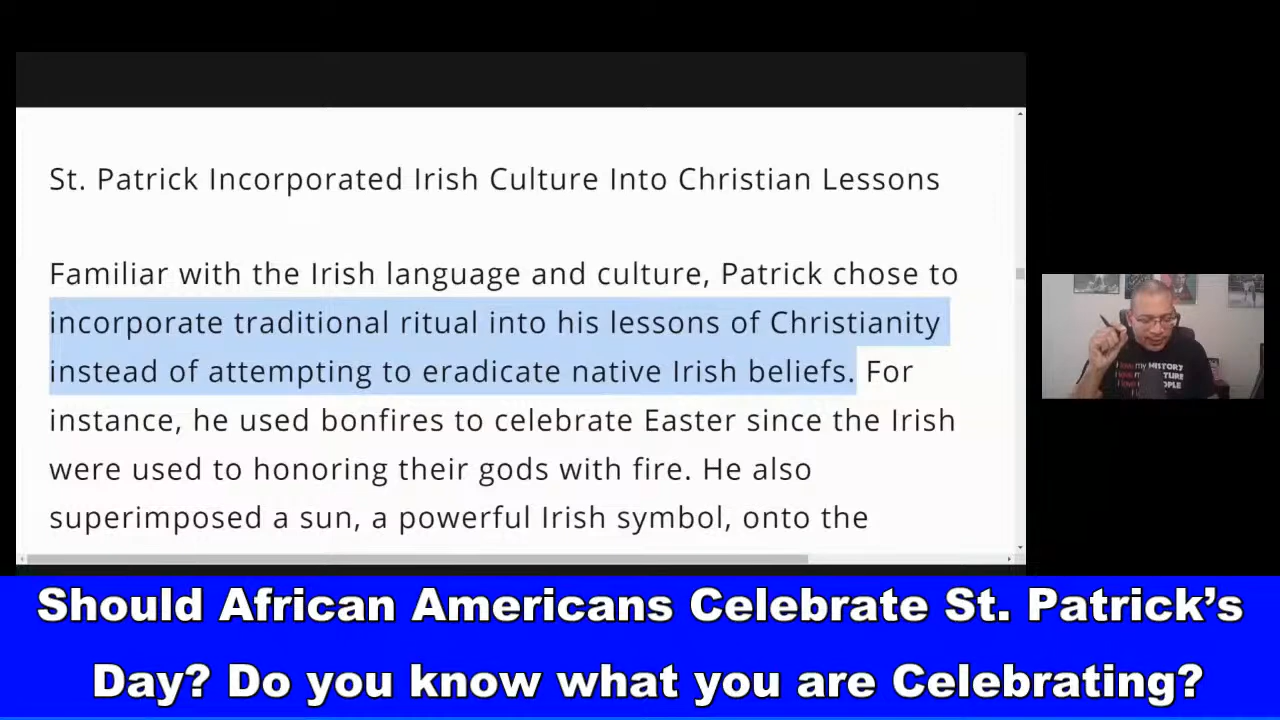 St. Patrick Incorporated Irish Culture Into Christian Lessons
Familiar with the Irish language and culture, Patrick chose to
incorporate traditional ritual into his lessons of Christianity
instead of attempting to eradicate native Irish beliefs. For
instance, he used bonfires to celebrate Easter since the Irish
were used to honoring their gods with fire. He also
superimposed a sun, a powerful Irish symbol, onto the
HISTORY
Should African Americans Celebrate St. Patrick’s
Day? Do you know what you are Celebrating?